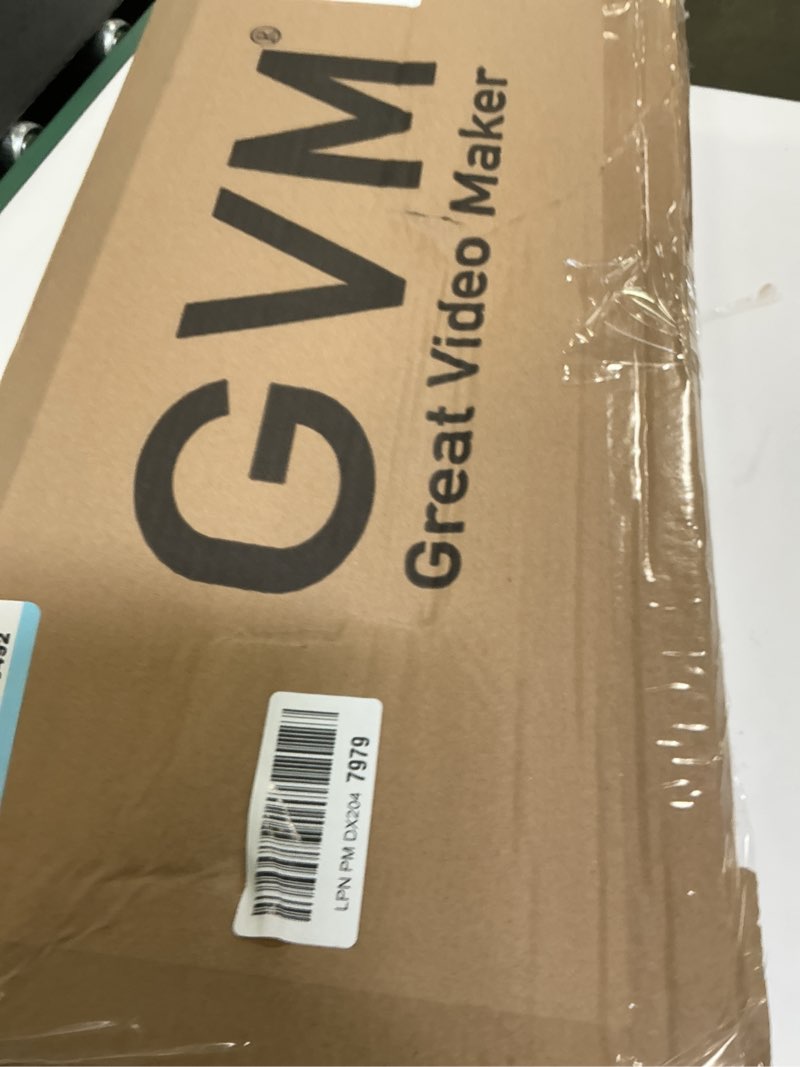 GVM®
Great Video Maker
LPN PM DX204 7979